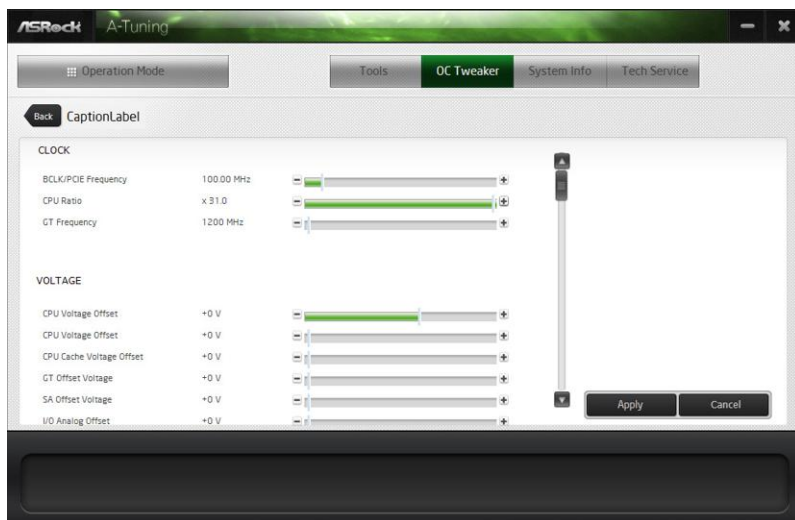 ASRock A-Tuning
Operation Mode Tools OC Tweaker System Info Tech Service
Back CaptionLabel
CLOCK
BCLK/PCIE Frequency 100.00 MHz
CPU Ratio x 31.0
GT Frequency 1200 MHz
VOLTAGE
CPU Voltage Offset +0 V
CPU Voltage Offset +0 V
CPU Cache Voltage Offset +0 V
GT Offset Voltage +0 V
SA Offset Voltage +0 V
I/O Analog Offset +0 V
Apply Cancel